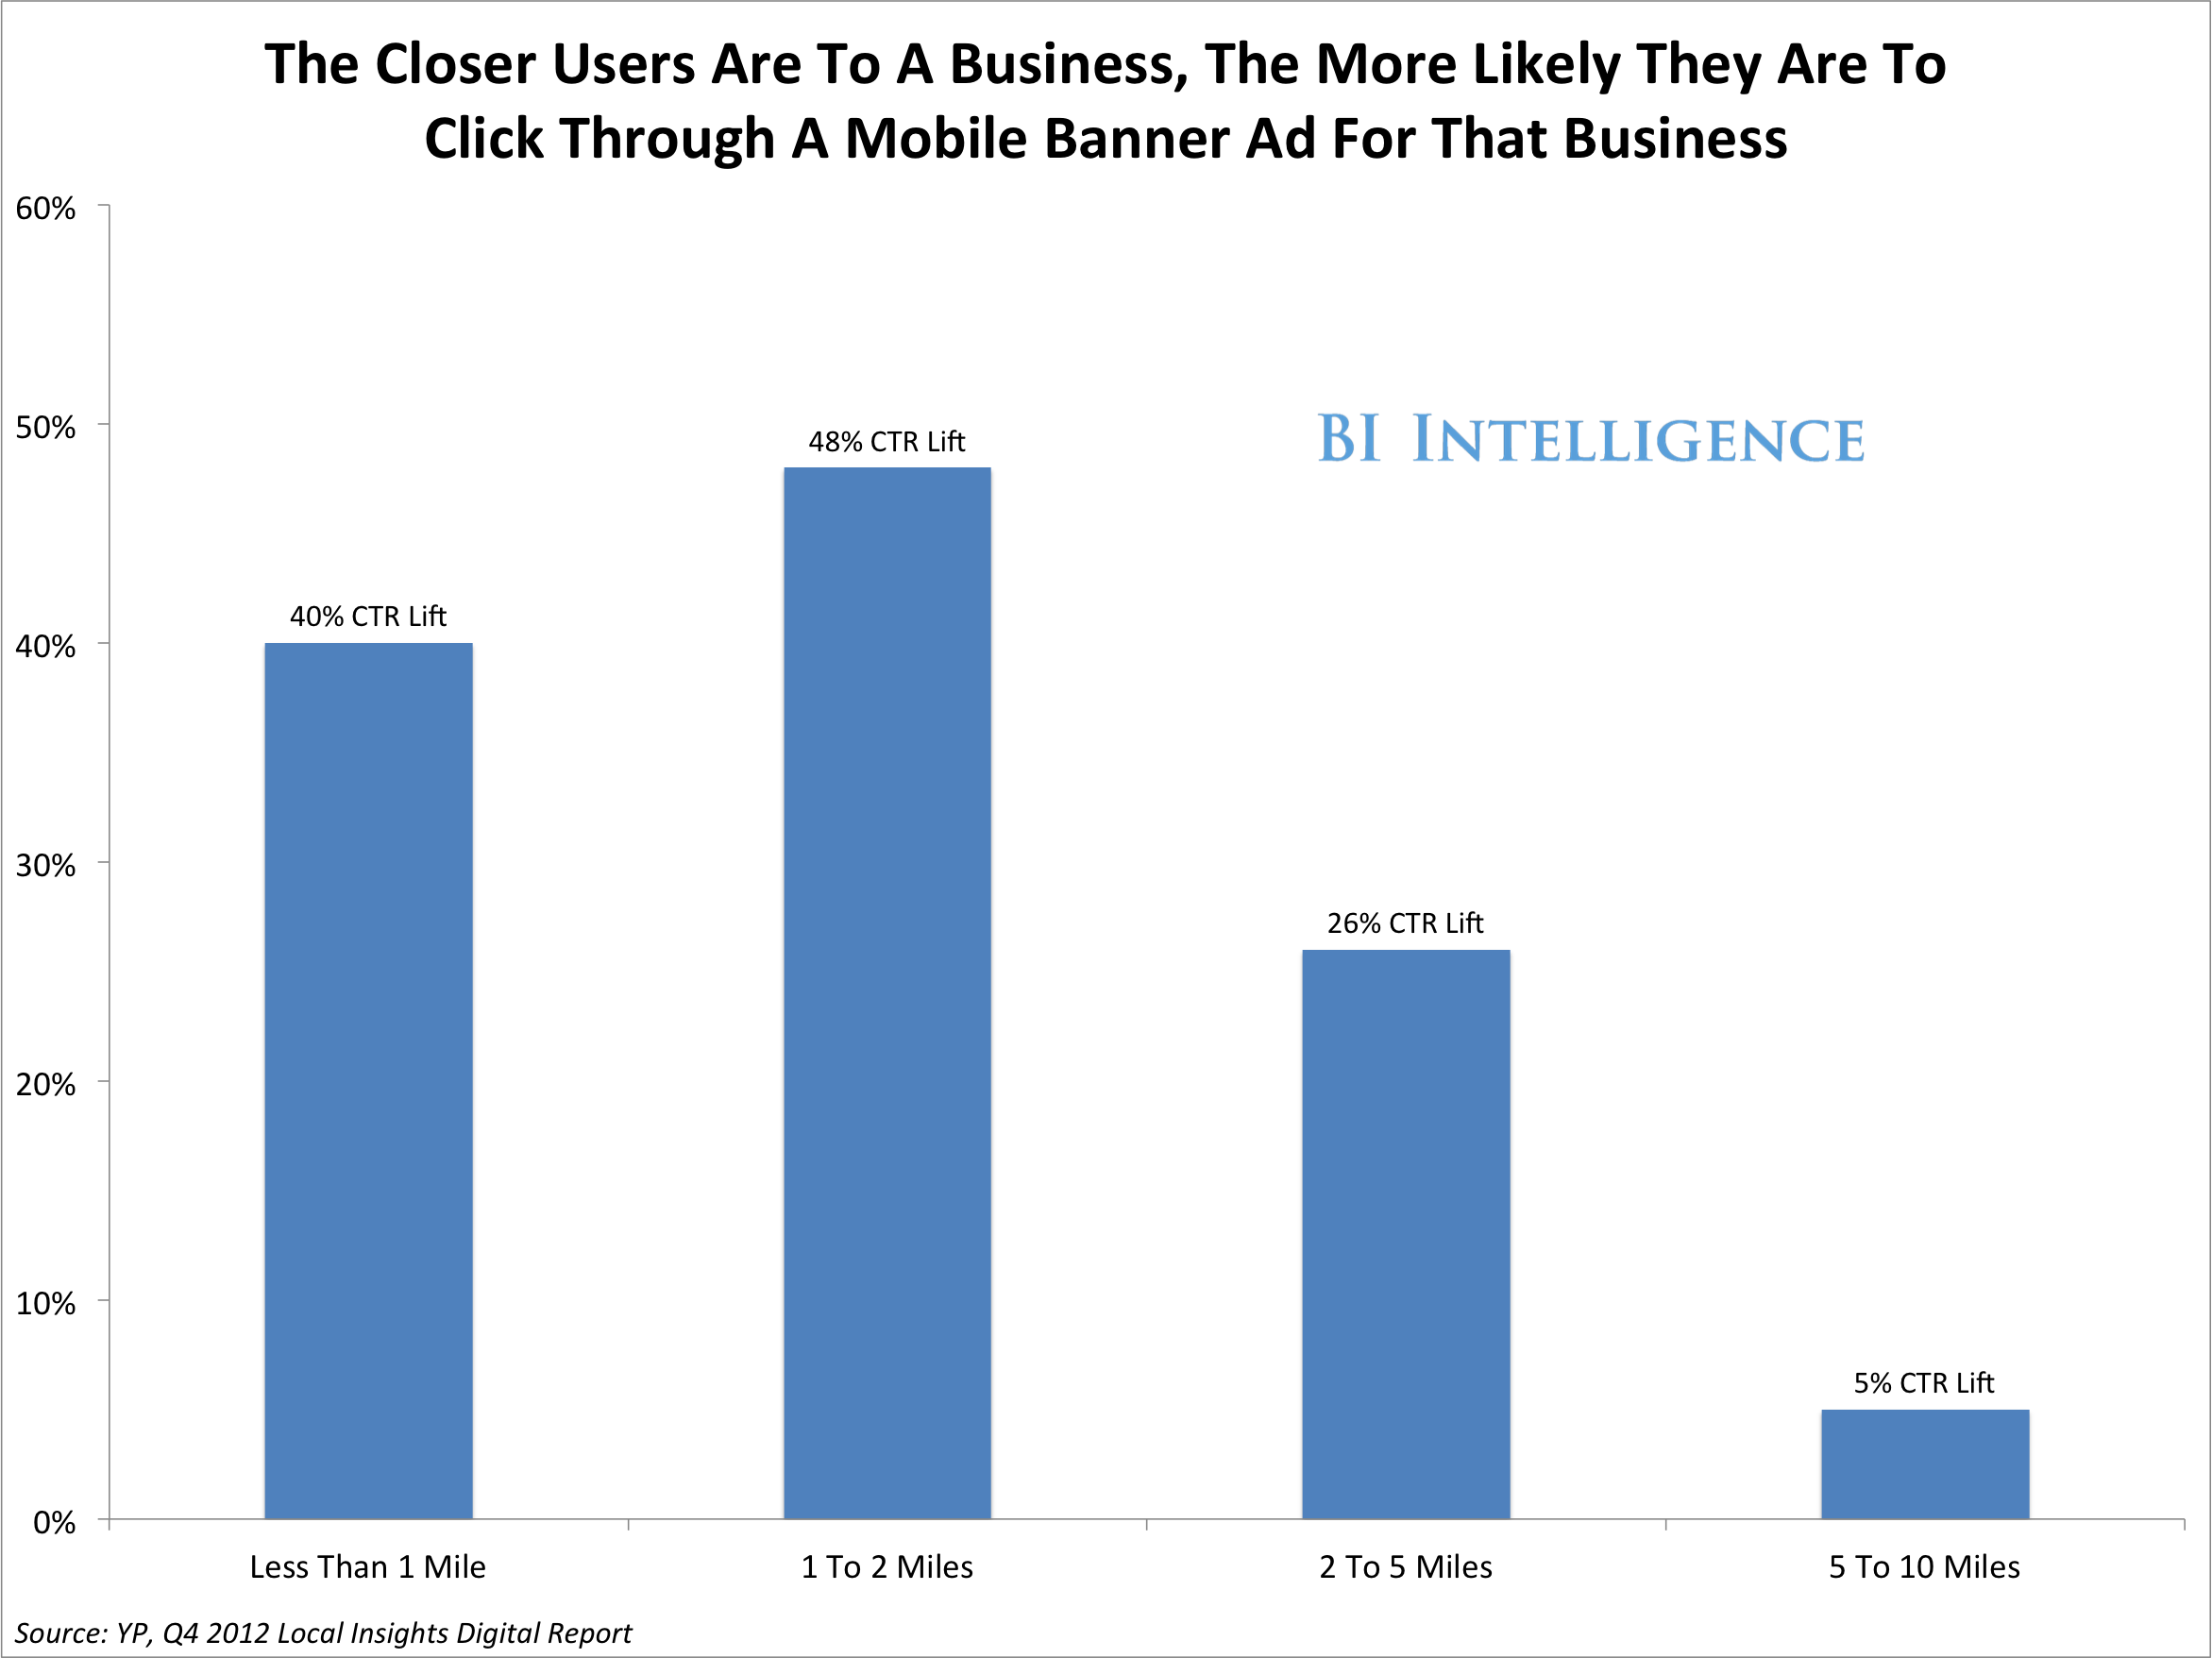 The Closer Users Are To A Business, The More Likely They Are To
Click Through A Mobile Banner Ad For That Business
60%
50%
40%
30%
20%
10%
0%
BI INTELLIGENCE
40% CTR Lift
48% CTR Lift
26% CTR Lift
5% CTR Lift
Less Than 1 Mile
1 To 2 Miles
2 To 5 Miles
5 To 10 Miles
Source: YP, Q4 2012 Local Insights Digital Report